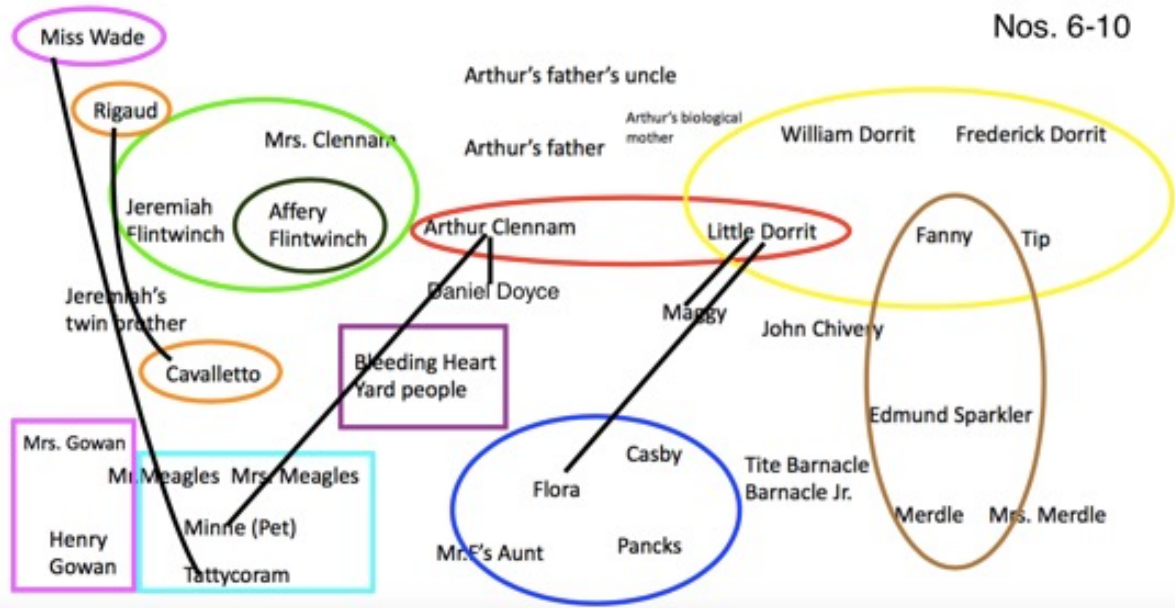 Nos. 6-10
Miss Wade
Arthur's father's uncle
Rigaud
Arthur's biological
mother
Mrs. Clennam
Arthur's father
William Dorrit
Frederick Dorrit
Jeremiah
Flintwinch
Affery
Flintwinch
Arthur Clennam
Little Dorrit
Fanny
Tip
Daniel Doyce
Jeremiah's
twin brother
Maggy
John Chivery
Bleeding Heart
Yard people
Cavalletto
Edmund Sparkler
Mrs. Gowan
Mr.Meagles
Mrs. Meagles
Casby
Flora
Tite Barnacle
Barnacle Jr.
Minne (Pet)
Merdle
Mrs. Merdle
Henry
Gowan
Mr.F's Aunt
Pancks
Tattycoram